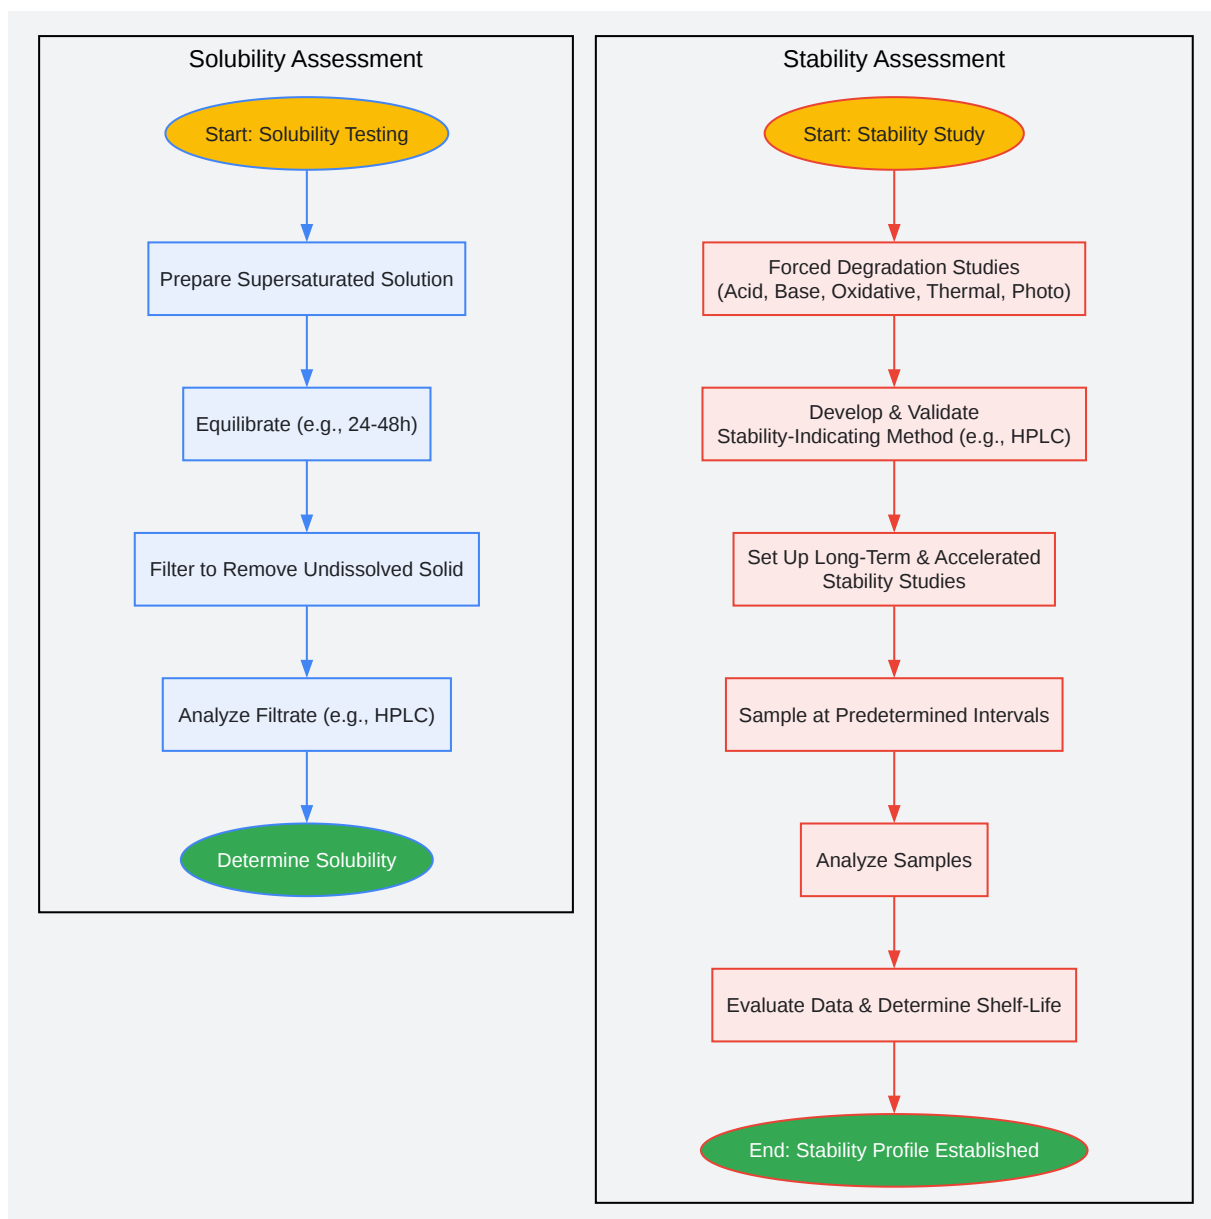 Solubility Assessment
Start: Solubility Testing
Prepare Supersaturated Solution
Equilibrate (e.g., 24-48h)
Filter to Remove Undissolved Solid
Analyze Filtrate (e.g., HPLC)
Determine Solubility
Stability Assessment
Start: Stability Study
Forced Degradation Studies
(Acid, Base, Oxidative, Thermal, Photo)
Develop & Validate
Stability-Indicating Method (e.g., HPLC)
Set Up Long-Term & Accelerated
Stability Studies
Sample at Predetermined Intervals
Analyze Samples
Evaluate Data & Determine Shelf-Life
End: Stability Profile Established